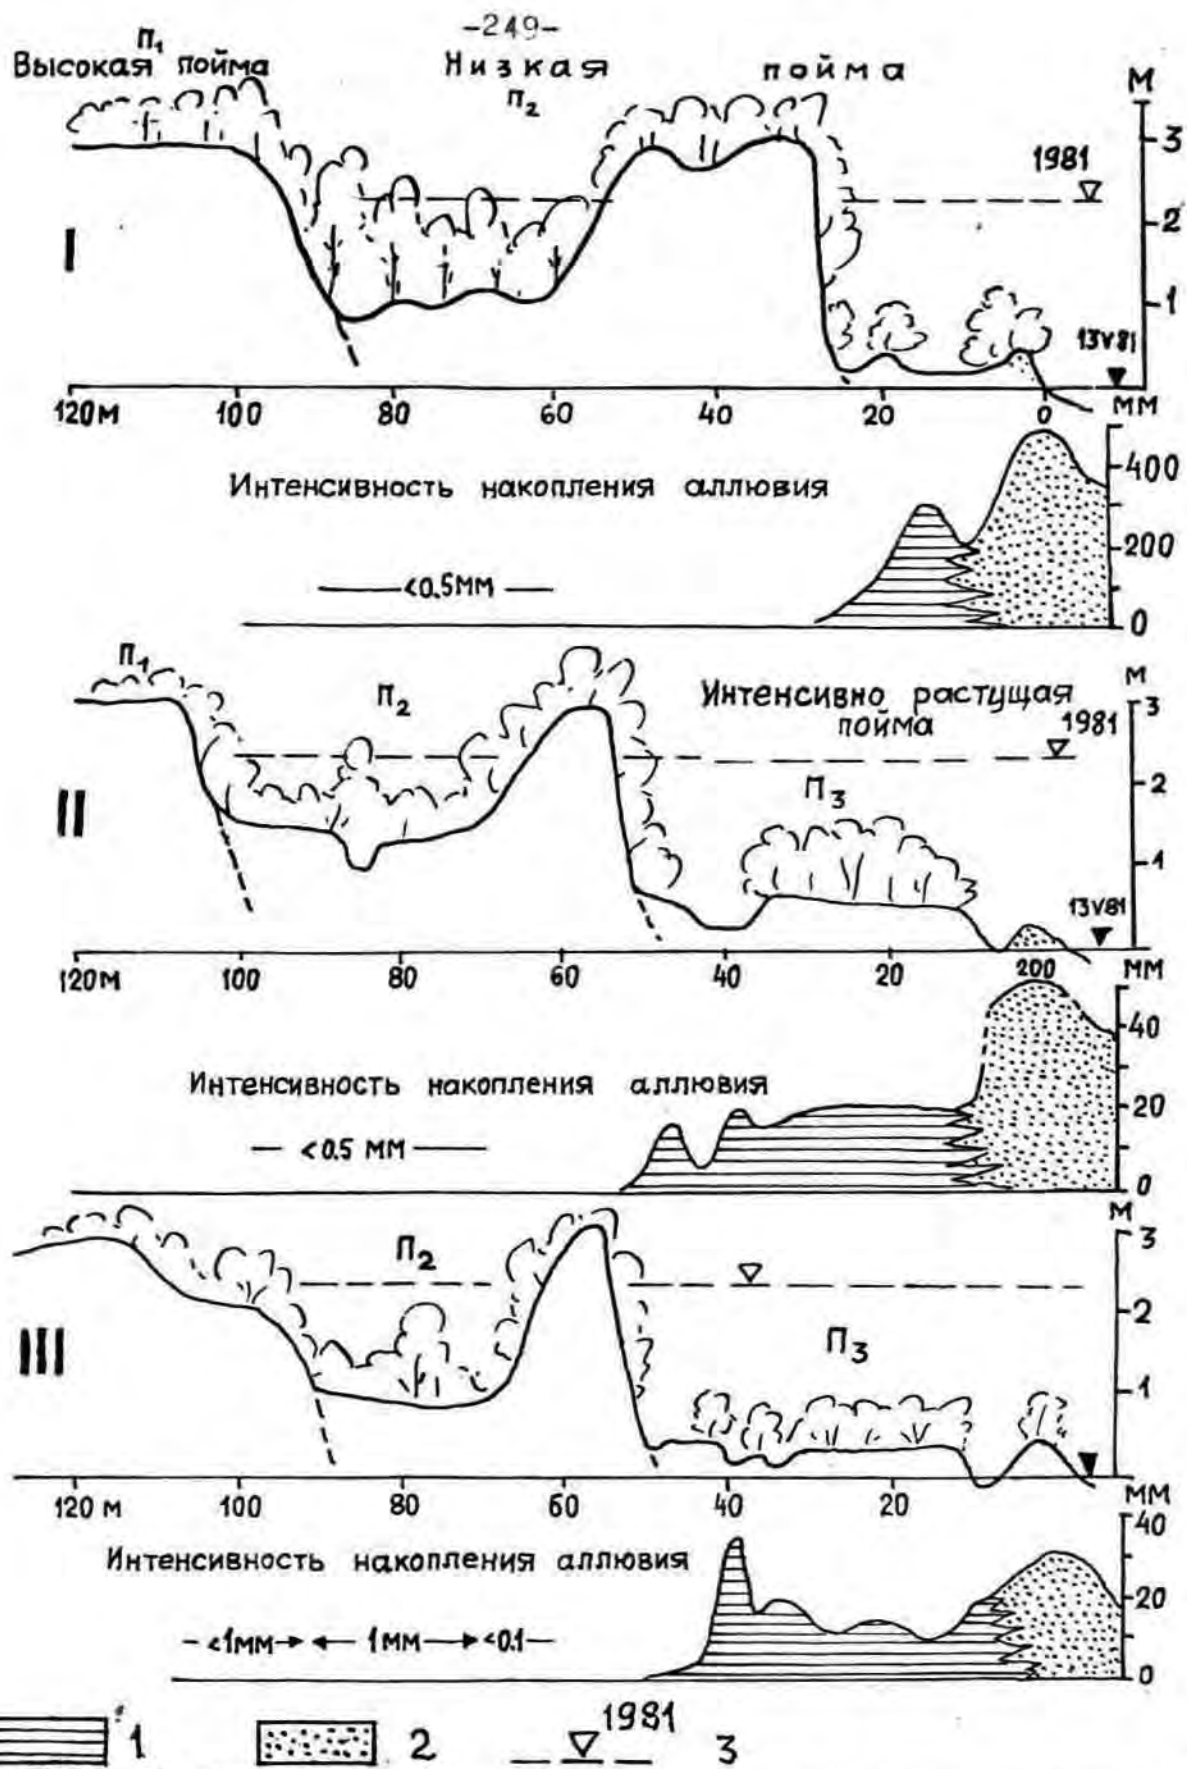 -249-
П₁
Высокая пойма Низкая пойма
П₂
М
3
1981
2
I
1
13V81
120М 100 80 60 40 20 0 ММ
400
Интенсивность накопления аллювия
200
<0.5ММ
0
П₁
П₂
Интенсивно растущая
пойма
М
3
1981
2
II
П₃
1
13V81
120М 100 80 60 40 20 200 ММ
40
Интенсивность накопления аллювия
20
<0.5 ММ
0
М
3
П₂
2
III
П₃
1
120 М 100 80 60 40 20 ММ
40
Интенсивность накопления аллювия
20
<1ММ 1ММ <0.1
0
1 2 1981 3